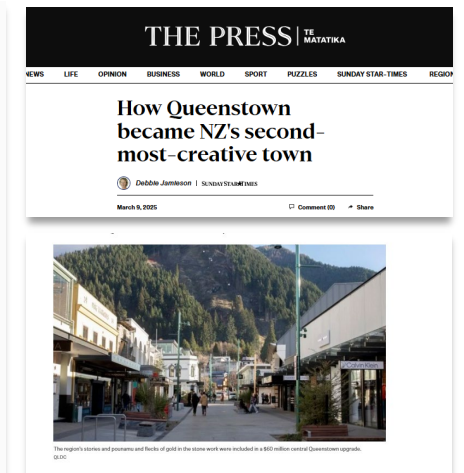 THE PRESS | TE MATATIKA
NEWS LIFE OPINION BUSINESS WORLD SPORT PUZZLES SUNDAY STAR-TIMES REGION
How Queenstown
became NZ's second-
most-creative town
Debbie Jamieson | SUNDAY STAR TIMES
March 9, 2025 Comment (0) Share
Calvin Klein
The region's stories and pounamu and flecks of gold in the stone work were included in a $60 million central Queenstown upgrade.
QLDC